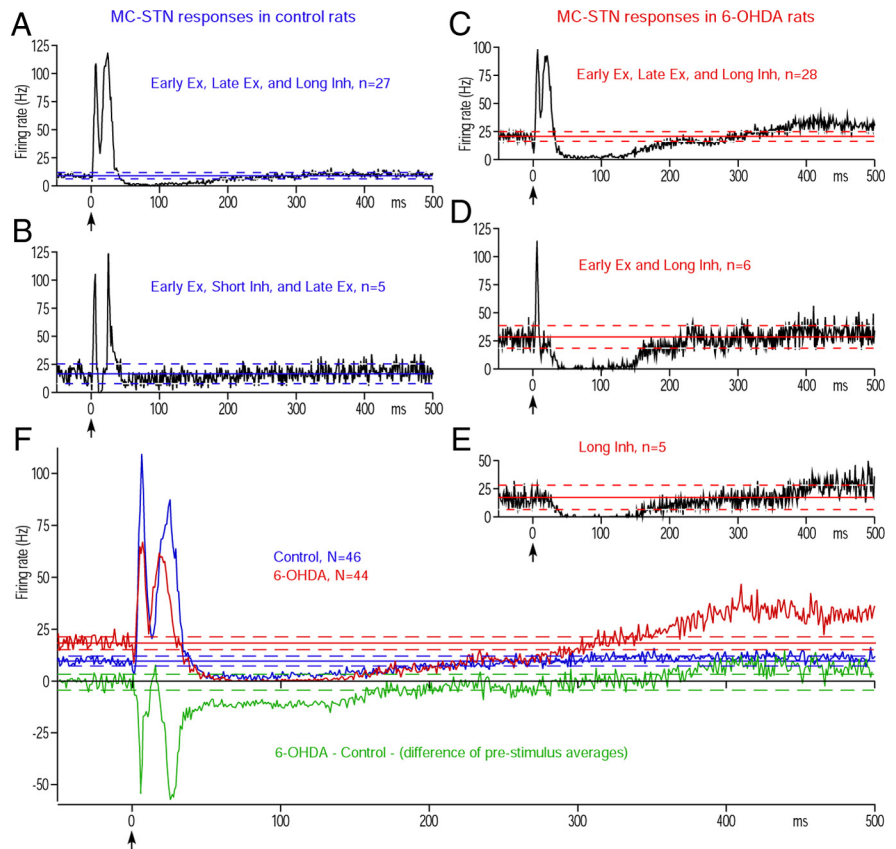 MC-STN responses in control rats
A
Early Ex, Late Ex, and Long Inh, n=27
Firing rate (Hz)
125
100
75
50
25
0
0 100 200 300 400 ms 500
B
Early Ex, Short Inh, and Late Ex, n=5
125
100
75
50
25
0
0 100 200 300 400 500
MC-STN responses in 6-OHDA rats
C
Early Ex, Late Ex, and Long Inh, n=28
Firing rate (Hz)
100
75
50
25
0
0 100 200 300 400 ms 500
D
Early Ex and Long Inh, n=6
125
100
75
50
25
0
0 100 200 300 400 500
E
Long Inh, n=5
50
25
0
0 100 200 300 400 500
F
Firing rate (Hz)
100
75
50
25
0
-25
-50
Control, N=46
6-OHDA, N=44
6-OHDA - Control - (difference of pre-stimulus averages)
0 100 200 300 400 ms 500